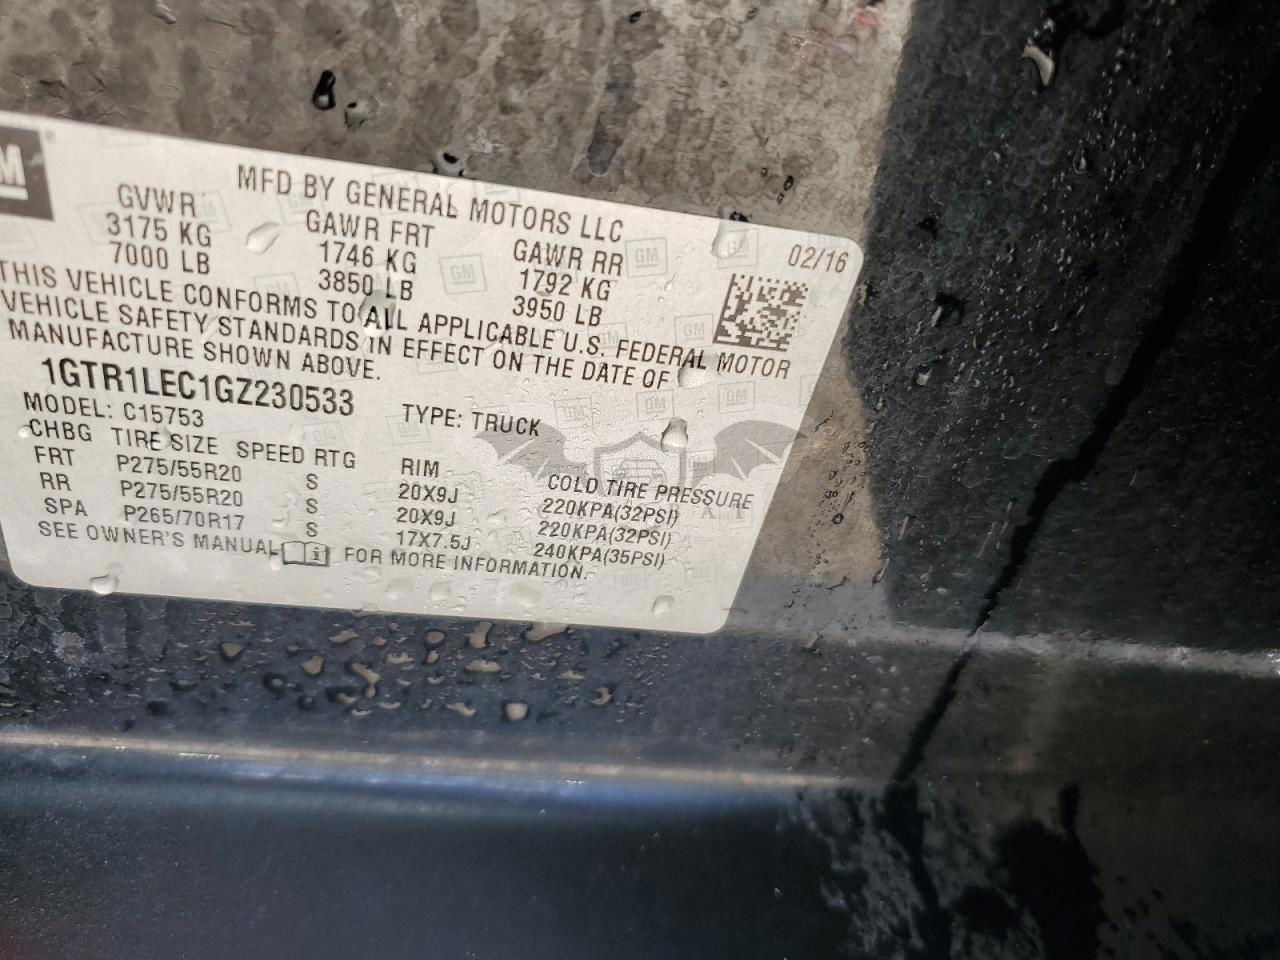 GM
MFD BY GENERAL MOTORS LLC
02/16
GVWR GAWR FRT GAWR RR
3175 KG 1746 KG 1792 KG
7000 LB 3850 LB 3950 LB
THIS VEHICLE CONFORMS TO ALL APPLICABLE U.S. FEDERAL MOTOR
VEHICLE SAFETY STANDARDS IN EFFECT ON THE DATE OF
MANUFACTURE SHOWN ABOVE.
1GTR1LEC1GZ230533
TYPE: TRUCK
MODEL: C15753
CHBG TIRE SIZE SPEED RTG RIM COLD TIRE PRESSURE
FRT P275/55R20 S 20X9J 220KPA(32PSI)
RR P275/55R20 S 20X9J 220KPA(32PSI)
SPA P265/70R17 S 17X7.5J 240KPA(35PSI)
SEE OWNER'S MANUAL FOR MORE INFORMATION.